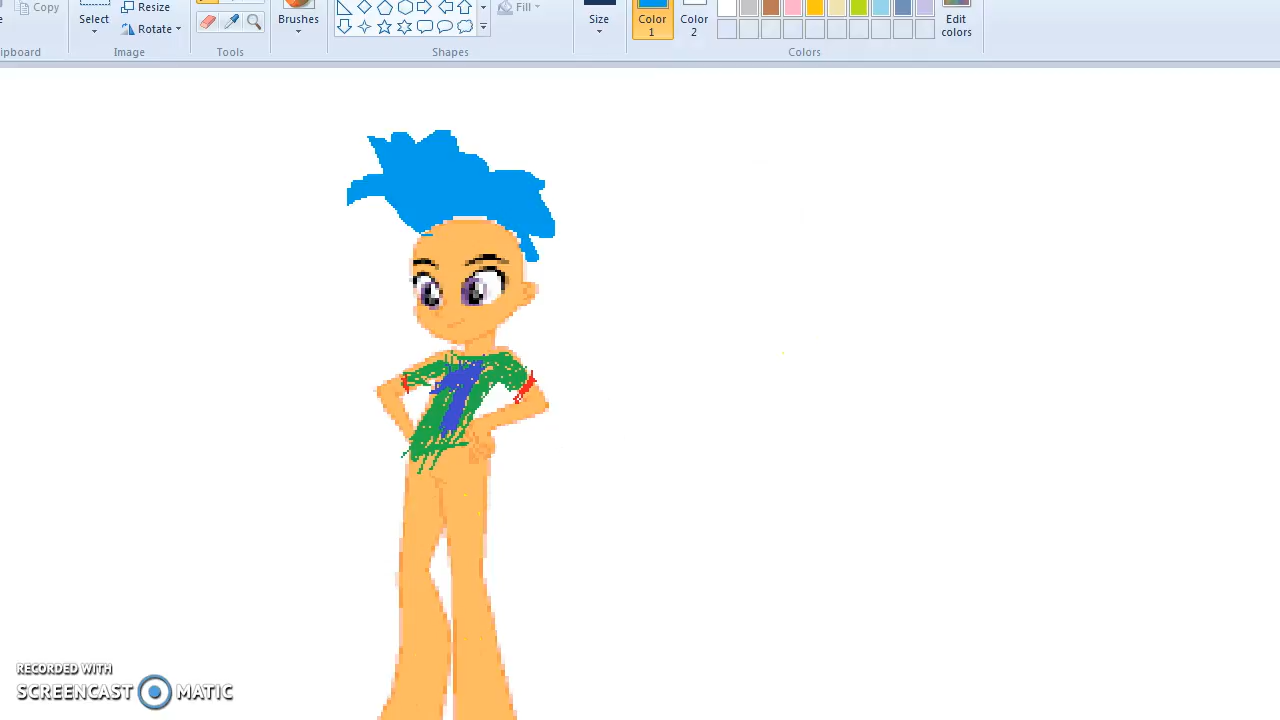 Copy
Resize
Fill
Select
Rotate
Brushes
Size
Color
1
Color
2
Edit
colors
Image
Tools
Shapes
Colors
RECORDED WITH
SCREENCAST MATIC